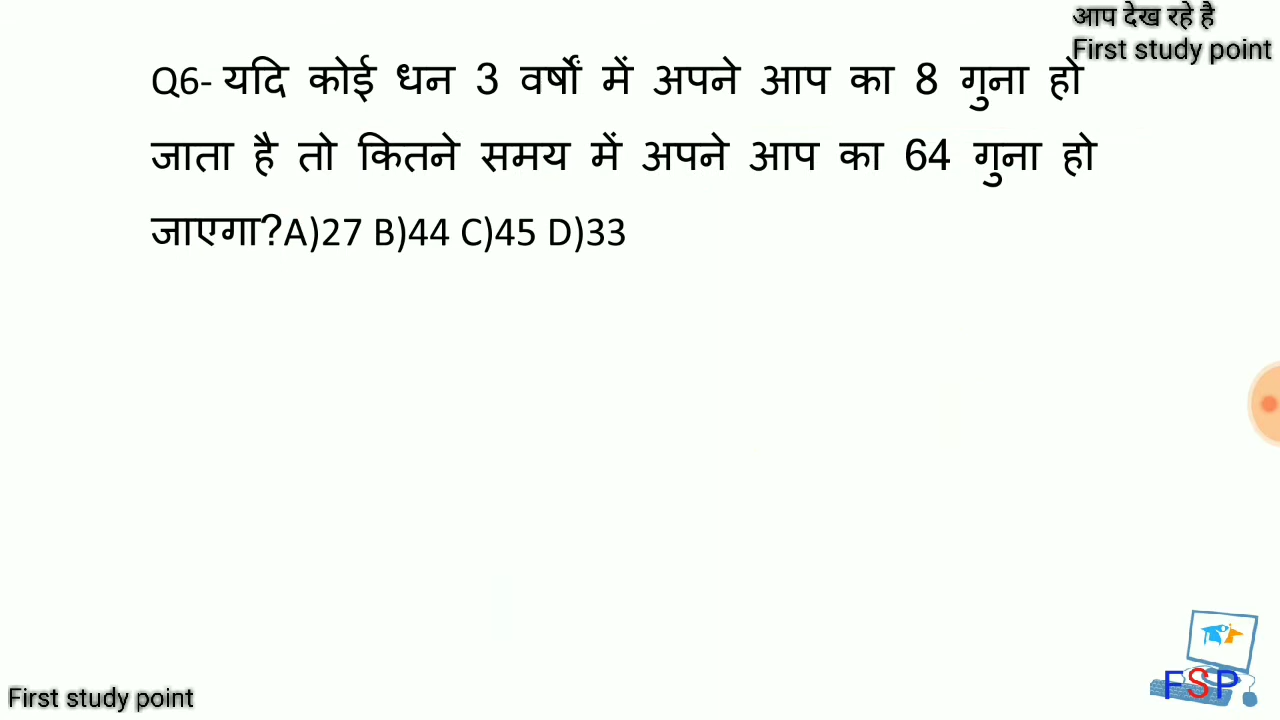 आप देख रहे है
First study point
Q6- यदि कोई धन 3 वर्षों में अपने आप का 8 गुना हो
जाता है तो कितने समय में अपने आप का 64 गुना हो
जाएगा?A)27 B)44 C)45 D)33
FSP
First study point